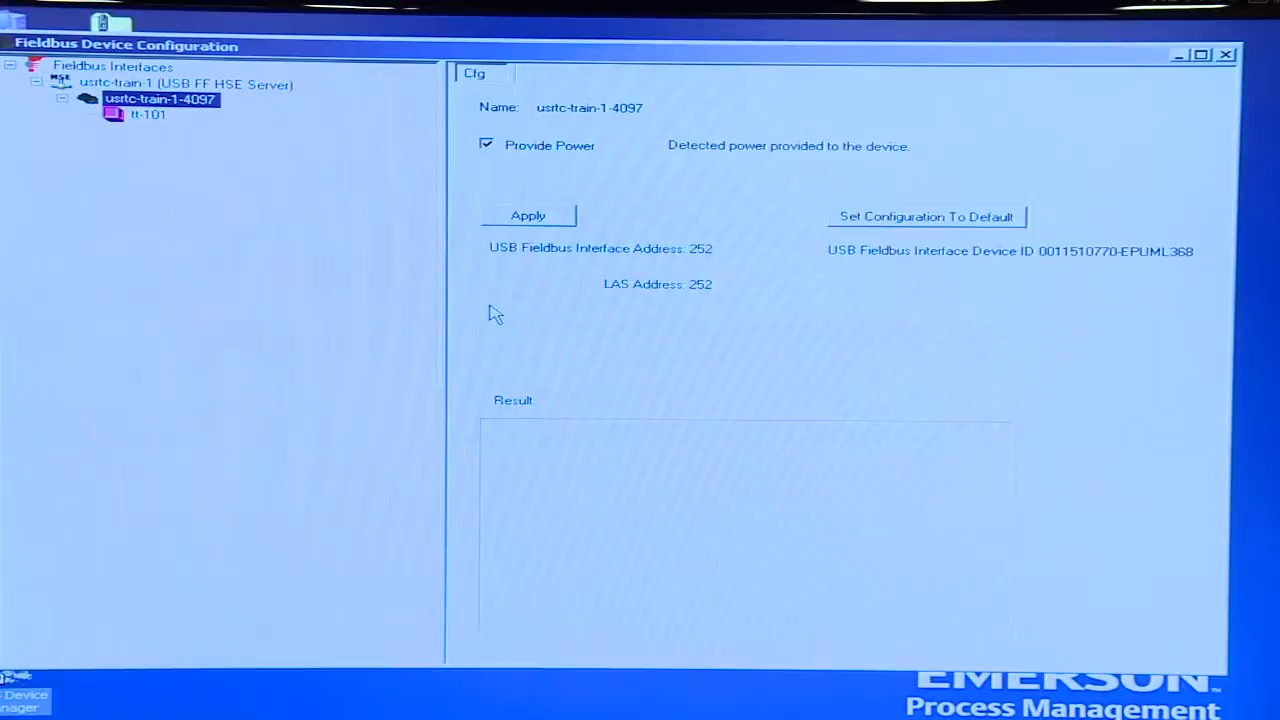 Fieldbus Device Configuration
Fieldbus Interfaces
HSE usrtc-train-1 (USB FF HSE Server)
usrtc-train-1-4097
tt-101
Cfg
Name: usrtc-train-1-4097
Provide Power Detected power provided to the device.
Apply Set Configuration To Default
USB Fieldbus Interface Address: 252 USB Fieldbus Interface Device ID 0011510770-EPUML368
LAS Address: 252
Result:
Device
EMERSON
Process Management